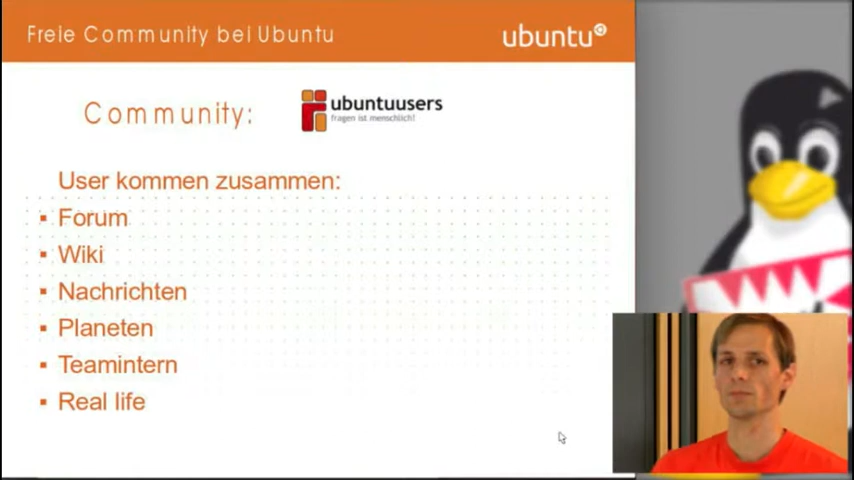 Freie Community bei Ubuntu
ubuntu
Community:
ubuntuusers
fragen ist menschlich!
User kommen zusammen:
Forum
Wiki
Nachrichten
Planeten
Teamintern
Real life